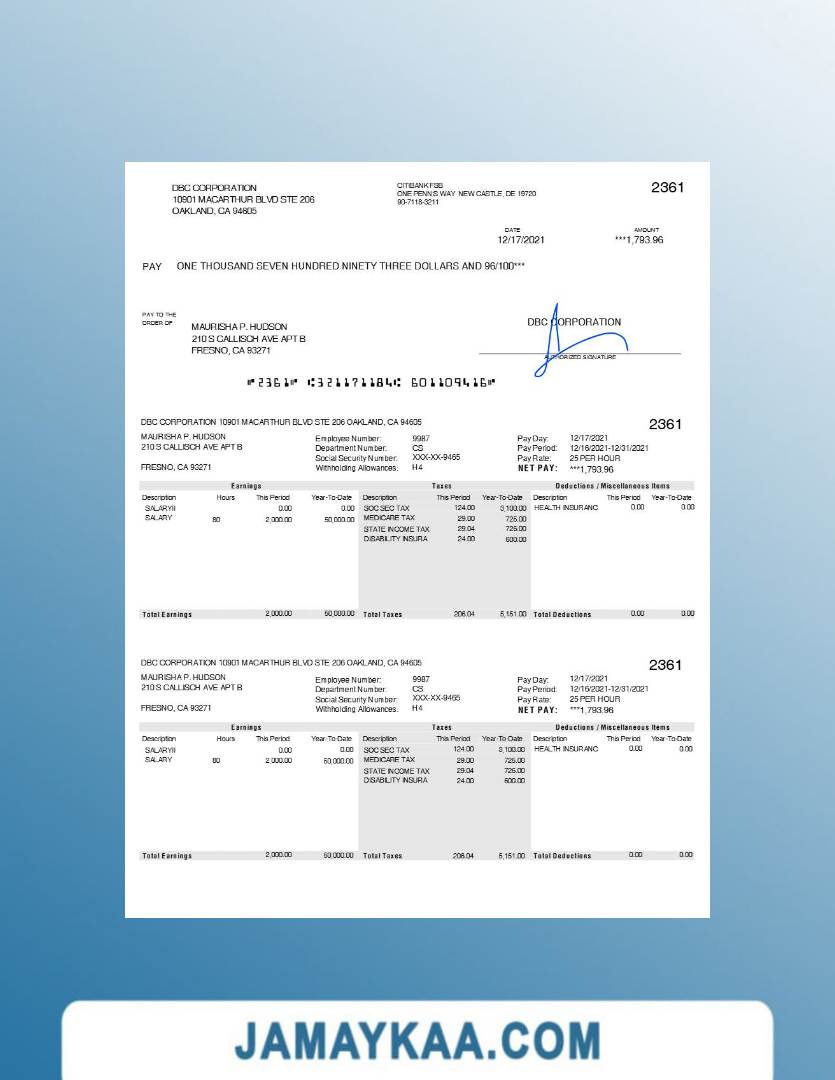 DBC CORPORATION
10901 MACARTHUR BLVD STE 206
OAKLAND, CA 94605
CITIBANK FSB
ONE PENN'S WAY NEW CASTLE, DE 19720
90-7118-3211
2361
DATE
12/17/2021
AMOUNT
***1,793.96
PAY ONE THOUSAND SEVEN HUNDRED NINETY THREE DOLLARS AND 96/100***
PAY TO THE
ORDER OF
MAURISHA P. HUDSON
210 S CALLISCH AVE APT B
FRESNO, CA 93271
DBC CORPORATION
AUTHORIZED SIGNATURE
⑈2361⑈ ⑆321171184⑆ 601109416⑈
DBC CORPORATION 10901 MACARTHUR BLVD STE 206 OAKLAND, CA 94605 2361
MAURISHA P. HUDSON
210 S CALLISCH AVE APT B
FRESNO, CA 93271
Employee Number: 9987
Department Number: CS
Social Security Number: XXX-XX-9465
Withholding Allowances: H4
Pay Day: 12/17/2021
Pay Period: 12/16/2021-12/31/2021
Pay Rate: 25 PER HOUR
NET PAY: ***1,793.96
Earnings Taxes Deductions / Miscellaneous Items
Description Hours This Period Year-To-Date Description This Period Year-To-Date Description This Period Year-To-Date
SALARYII 0.00 0.00 SOC SEC TAX 124.00 3,100.00 HEALTH INSURANC 0.00 0.00
SALARY 80 2,000.00 50,000.00 MEDICARE TAX 29.00 725.00
STATE INCOME TAX 29.04 726.00
DISABILITY INSURA 24.00 600.00
Total Earnings 2,000.00 50,000.00 Total Taxes 206.04 5,151.00 Total Deductions 0.00 0.00
DBC CORPORATION 10901 MACARTHUR BLVD STE 206 OAKLAND, CA 94605 2361
MAURISHA P. HUDSON
210 S CALLISCH AVE APT B
FRESNO, CA 93271
Employee Number: 9987
Department Number: CS
Social Security Number: XXX-XX-9465
Withholding Allowances: H4
Pay Day: 12/17/2021
Pay Period: 12/16/2021-12/31/2021
Pay Rate: 25 PER HOUR
NET PAY: ***1,793.96
Earnings Taxes Deductions / Miscellaneous Items
Description Hours This Period Year-To-Date Description This Period Year-To-Date Description This Period Year-To-Date
SALARYII 0.00 0.00 SOC SEC TAX 124.00 3,100.00 HEALTH INSURANC 0.00 0.00
SALARY 80 2,000.00 50,000.00 MEDICARE TAX 29.00 725.00
STATE INCOME TAX 29.04 726.00
DISABILITY INSURA 24.00 600.00
Total Earnings 2,000.00 50,000.00 Total Taxes 206.04 5,151.00 Total Deductions 0.00 0.00
JAMAYKAA.COM